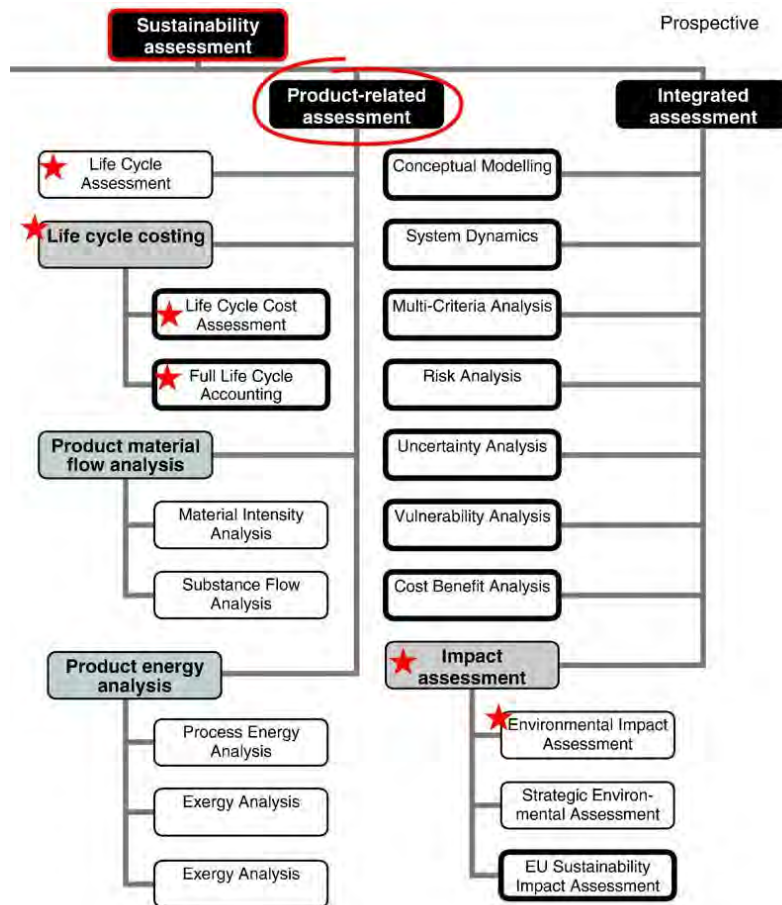 Sustainability
assessment
Prospective
Product-related
assessment
Integrated
assessment
Life Cycle
Assessment
Life cycle costing
Life Cycle Cost
Assessment
Full Life Cycle
Accounting
Product material
flow analysis
Material Intensity
Analysis
Substance Flow
Analysis
Product energy
analysis
Process Energy
Analysis
Exergy Analysis
Exergy Analysis
Conceptual Modelling
System Dynamics
Multi-Criteria Analysis
Risk Analysis
Uncertainty Analysis
Vulnerability Analysis
Cost Benefit Analysis
Impact
assessment
Environmental Impact
Assessment
Strategic Environ-
mental Assessment
EU Sustainability
Impact Assessment